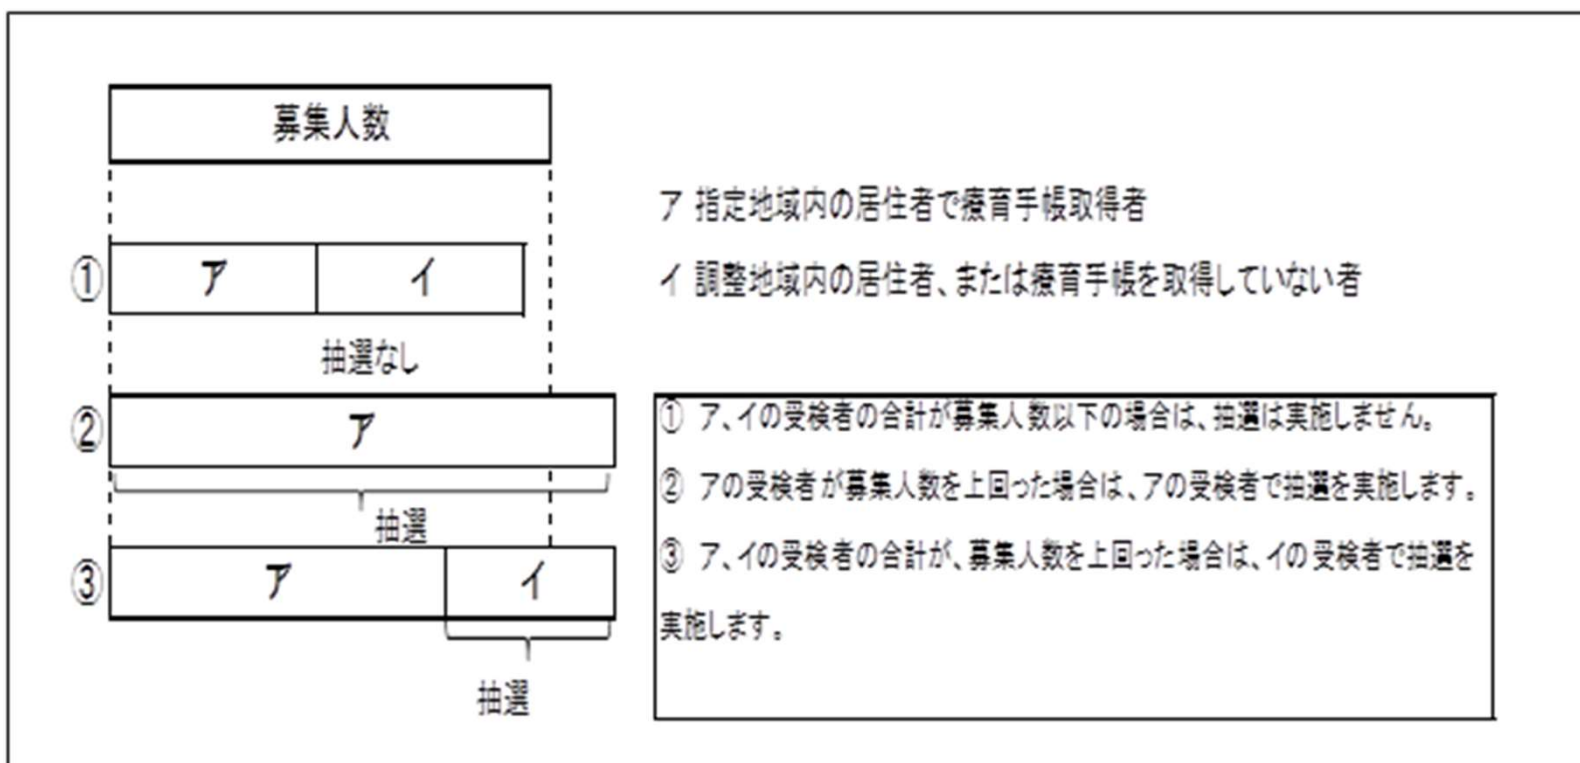 募集人数
ア 指定地域内の居住者で療育手帳取得者
イ 調整地域内の居住者、または療育手帳を取得していない者
① ア イ
抽選なし
② ア
抽選
③ ア イ
抽選
① ア、イの受検者の合計が募集人数以下の場合は、抽選は実施しません。
② アの受検者が募集人数を上回った場合は、アの受検者で抽選を実施します。
③ ア、イの受検者の合計が、募集人数を上回った場合は、イの受検者で抽選を
実施します。